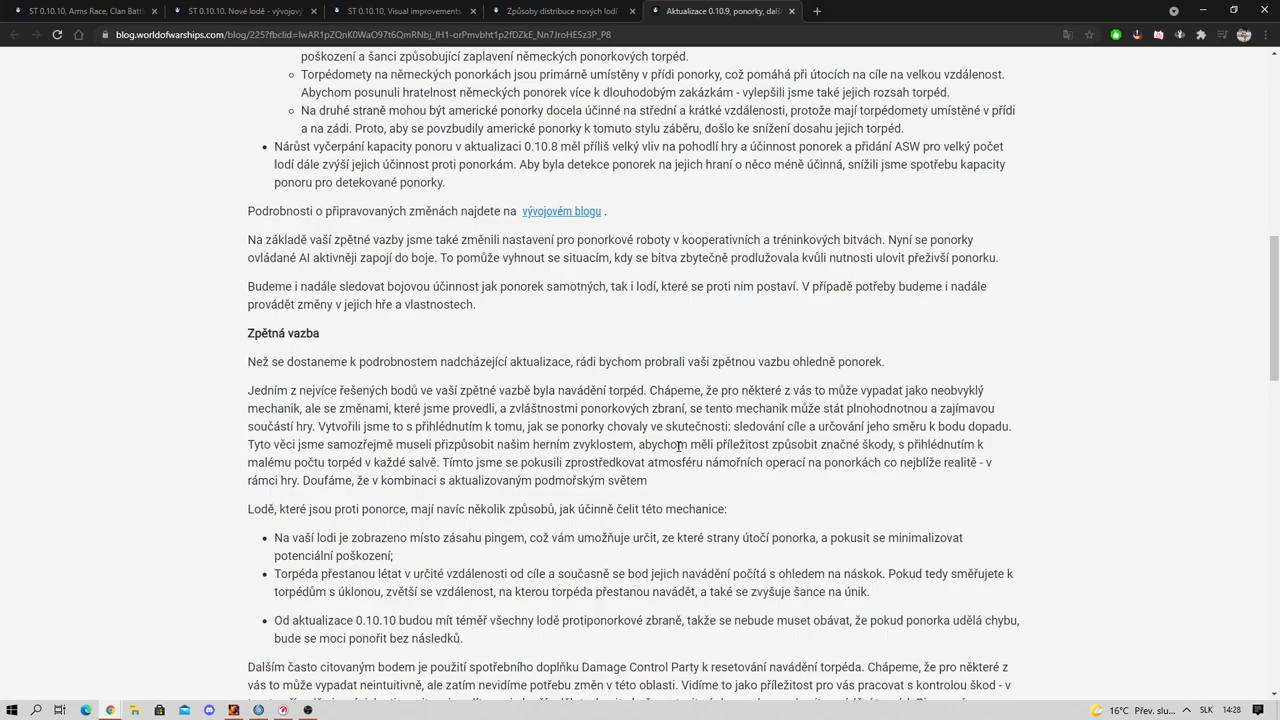 ST 0.10.10, Arms Race, Clan Battl
ST 0.10.10. Nové lodě - vývojový
ST 0.10.10, Visual improvements
Způsoby distribuce nových lodí
Aktualizace 0.10.9, ponorky, dalš
blog.worldofwarships.com/blog/225?fbclid=IwAR1pZQnK0WaO97t6QmRNbj_IH1-orPmvbht1p2fDZkE_Nn7JroHE5z3P_P8
poškození a šanci způsobující zaplavení německých ponorkových torpéd.
Torpédomety na německých ponorkách jsou primárně umístěny v přídi ponorky, což pomáhá při útocích na cíle na velkou vzdálenost.
Abychom posunuli hratelnost německých ponorek více k dlouhodobým zakázkám - vylepšili jsme také jejich rozsah torpéd.
Na druhé straně mohou být americké ponorky docela účinné na střední a krátké vzdálenosti, protože mají torpédomety umístěné v přídi
a na zádi. Proto, aby se povzbudily americké ponorky k tomuto stylu záběru, došlo ke snížení dosahu jejich torpéd.
Nárůst vyčerpání kapacity ponoru v aktualizaci 0.10.8 měl příliš velký vliv na pohodlí hry a účinnost ponorek a přidání ASW pro velký počet
lodí dále zvýší jejich účinnost proti ponorkám. Aby byla detekce ponorek na jejich hraní o něco méně účinná, snížili jsme spotřebu kapacity
ponoru pro detekované ponorky.
Podrobnosti o připravovaných změnách najdete na vývojovém blogu .
Na základě vaší zpětné vazby jsme také změnili nastavení pro ponorkové roboty v kooperativních a tréninkových bitvách. Nyní se ponorky
ovládané AI aktivněji zapojí do boje. To pomůže vyhnout se situacím, kdy se bitva zbytečně prodlužovala kvůli nutnosti ulovit přeživší ponorku.
Budeme i nadále sledovat bojovou účinnost jak ponorek samotných, tak i lodí, které se proti nim postaví. V případě potřeby budeme i nadále
provádět změny v jejich hře a vlastnostech.
Zpětná vazba
Než se dostaneme k podrobnostem nadcházející aktualizace, rádi bychom probrali vaši zpětnou vazbu ohledně ponorek.
Jedním z nejvíce řešených bodů ve vaší zpětné vazbě byla navádění torpéd. Chápeme, že pro některé z vás to může vypadat jako neobvyklý
mechanik, ale se změnami, které jsme provedli, a zvláštnostmi ponorkových zbraní, se tento mechanik může stát plnohodnotnou a zajímavou
součástí hry. Vytvořili jsme to s přihlédnutím k tomu, jak se ponorky chovaly ve skutečnosti: sledování cíle a určování jeho směru k bodu dopadu.
Tyto věci jsme samozřejmě museli přizpůsobit našim herním zvyklostem, abychom měli příležitost způsobit značné škody, s přihlédnutím k
malému počtu torpéd v každé salvě. Tímto jsme se pokusili zprostředkovat atmosféru námořních operací na ponorkách co nejblíže realitě - v
rámci hry. Doufáme, že v kombinaci s aktualizovaným podmořským světem
Lodě, které jsou proti ponorce, mají navíc několik způsobů, jak účinně čelit této mechanice:
Na vaší lodi je zobrazeno místo zásahu pingem, což vám umožňuje určit, ze které strany útočí ponorka, a pokusit se minimalizovat
potenciální poškození;
Torpéda přestanou létat v určité vzdálenosti od cíle a současně se bod jejich navádění počítá s ohledem na náskok. Pokud tedy směřujete k
torpédům s úklonou, zvětší se vzdálenost, na kterou torpéda přestanou navádět, a také se zvyšuje šance na únik.
Od aktualizace 0.10.10 budou mít téměř všechny lodě protiponorkové zbraně, takže se nebude muset obávat, že pokud ponorka udělá chybu,
bude se moci ponořit bez následků.
Dalším často citovaným bodem je použití spotřebního doplňku Damage Control Party k resetování navádění torpéda. Chápeme, že pro některé z
vás to může vypadat neintuitivně, ale zatím nevidíme potřebu změn v této oblasti. Vidíme to jako příležitost pro vás pracovat s kontrolou škod - v
16°C Přev. slu...
SLK
14:28